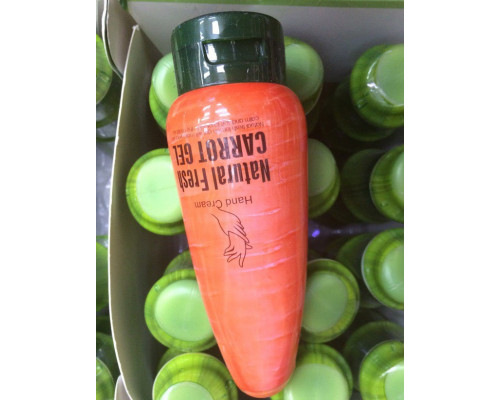 Hand Cream
Natural Fresh
CARROT GEL